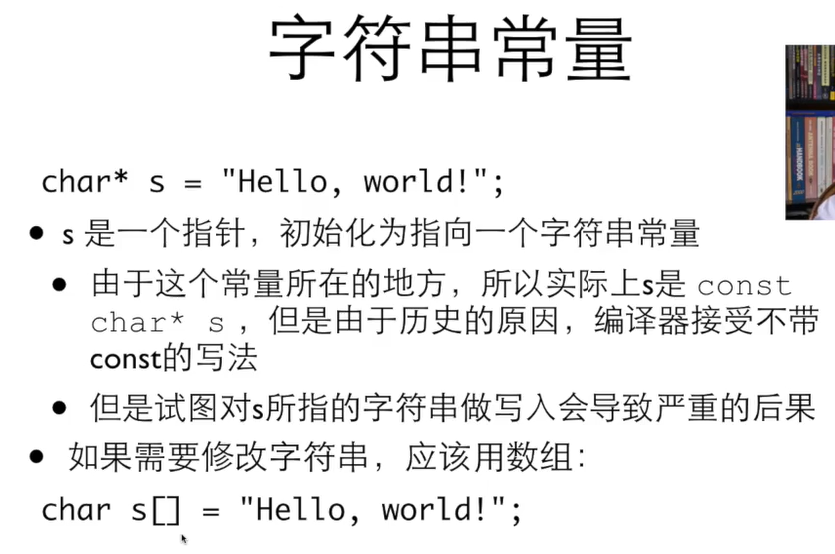 字符串常量
char* s = "Hello, world!";
• s 是一个指针，初始化为指向一个字符串常量
• 由于这个常量所在的地方，所以实际上s是 const
char* s ，但是由于历史的原因，编译器接受不带
const的写法
• 但是试图对s所指的字符串做写入会导致严重的后果
• 如果需要修改字符串，应该用数组：
char s[] = "Hello, world!";